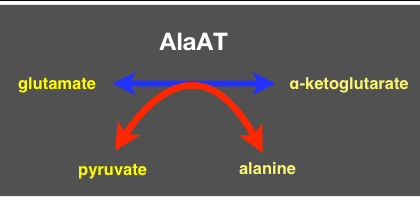 AlaAT
glutamate
α-ketoglutarate
pyruvate
alanine